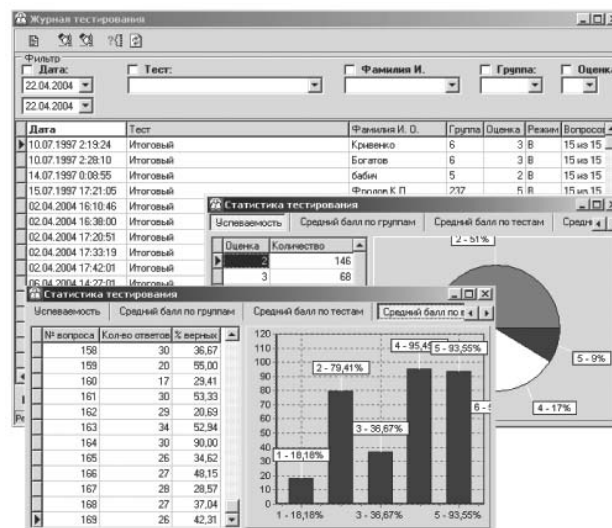 Журнал тестирования
Фильтр
Дата:
Тест:
Фамилия И.
Группа:
Оценк
22.04.2004
22.04.2004
Дата Тест Фамилия И. О. Группа Оценка Режим Вопросов
10.07.1997 2:19:24 Итоговый Кривенко 6 3 В 15 из 15
10.07.1997 2:28:10 Итоговый Богатов 6 3 В 15 из 15
14.07.1997 0:08:55 Итоговый бабич 5 2 В 15 из 15
15.07.1997 17:21:05 Итоговый Фролов К.П. 237 5 В 15 из 15
02.04.2004 16:10:46 Итоговый
02.04.2004 16:38:00 Итоговый
02.04.2004 17:20:51 Итоговый
02.04.2004 17:33:19 Итоговый
02.04.2004 17:42:01 Итоговый
06.04.2004 14:27:01 Итоговый
Статистика тестирования
Успеваемость Средний балл по группам Средний балл по тестам Средн
Оценка Количество
2 146
3 68
2 - 51%
5 - 9%
4 - 17%
Статистика тестирования
Успеваемость Средний балл по группам Средний балл по тестам Средний балл по в
№ вопроса Кол-во ответов % верных
158 30 36,67
159 20 55,00
160 17 29,41
161 30 53,33
162 29 20,69
163 34 52,94
164 30 90,00
165 26 34,62
166 27 48,15
167 28 28,57
168 27 37,04
169 26 42,31
120
110
100
90
80
70
60
50
40
30
20
10
0
1 - 18,18%
2 - 79,41%
3 - 36,67%
4 - 95,45
5 - 93,55%
1 - 18,18% 3 - 36,67% 5 - 93,55%